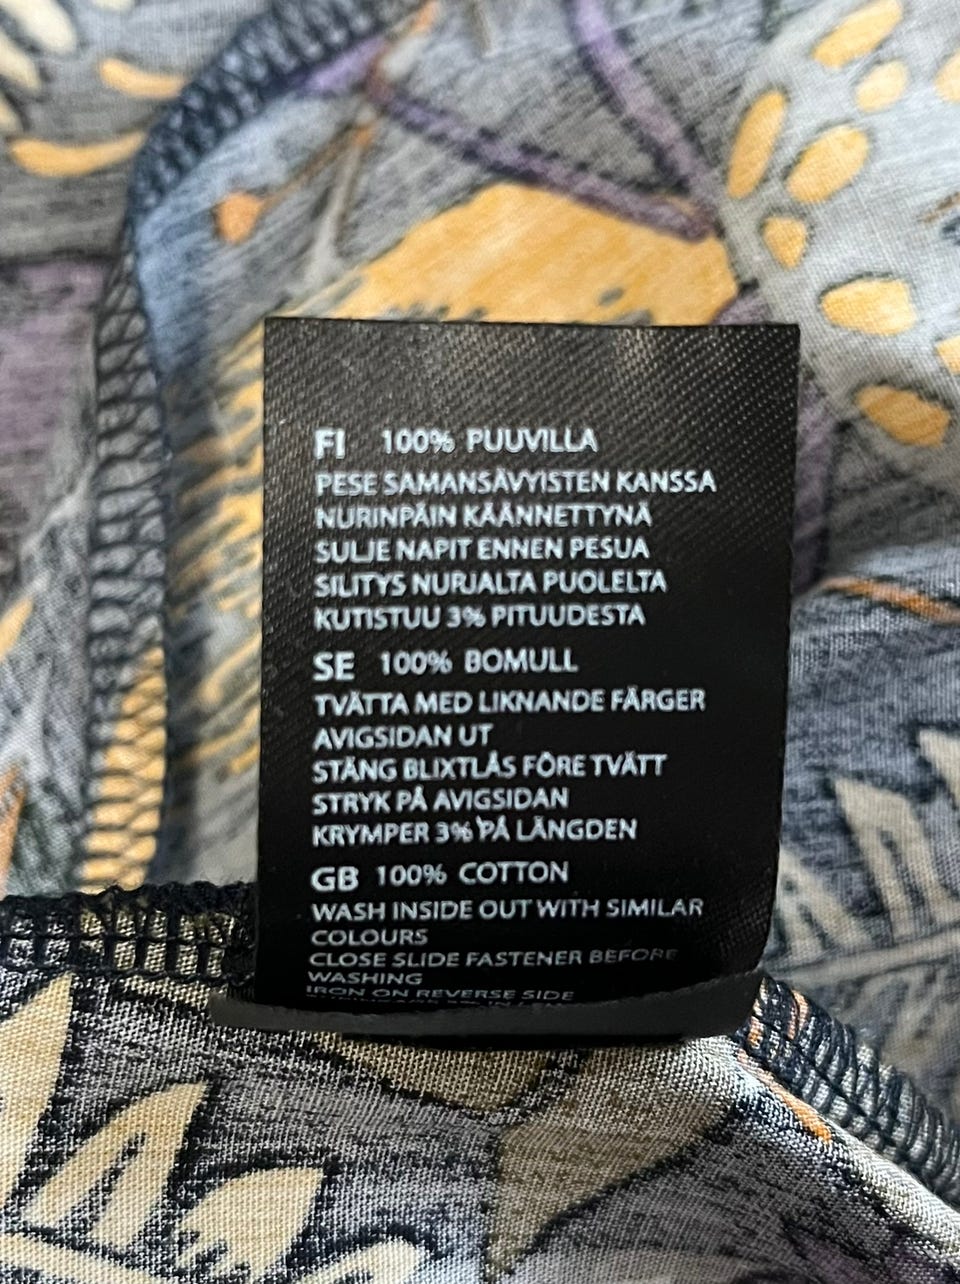 FI 100% PUUVILLA
PESE SAMANSÄVYISTEN KANSSA
NURINPÄIN KÄÄNNETTYNÄ
SULJE NAPIT ENNEN PESUA
SILITYS NURJALTA PUOLELTA
KUTISTUU 3% PITUUDESTA
SE 100% BOMULL
TVÄTTA MED LIKNANDE FÄRGER
AVIGSIDAN UT
STÄNG BLIXTLÅS FÖRE TVÄTT
STRYK PÅ AVIGSIDAN
KRYMPER 3% PÅ LÄNGDEN
GB 100% COTTON
WASH INSIDE OUT WITH SIMILAR
COLOURS
CLOSE SLIDE FASTENER BEFORE
WASHING
IRON ON REVERSE SIDE